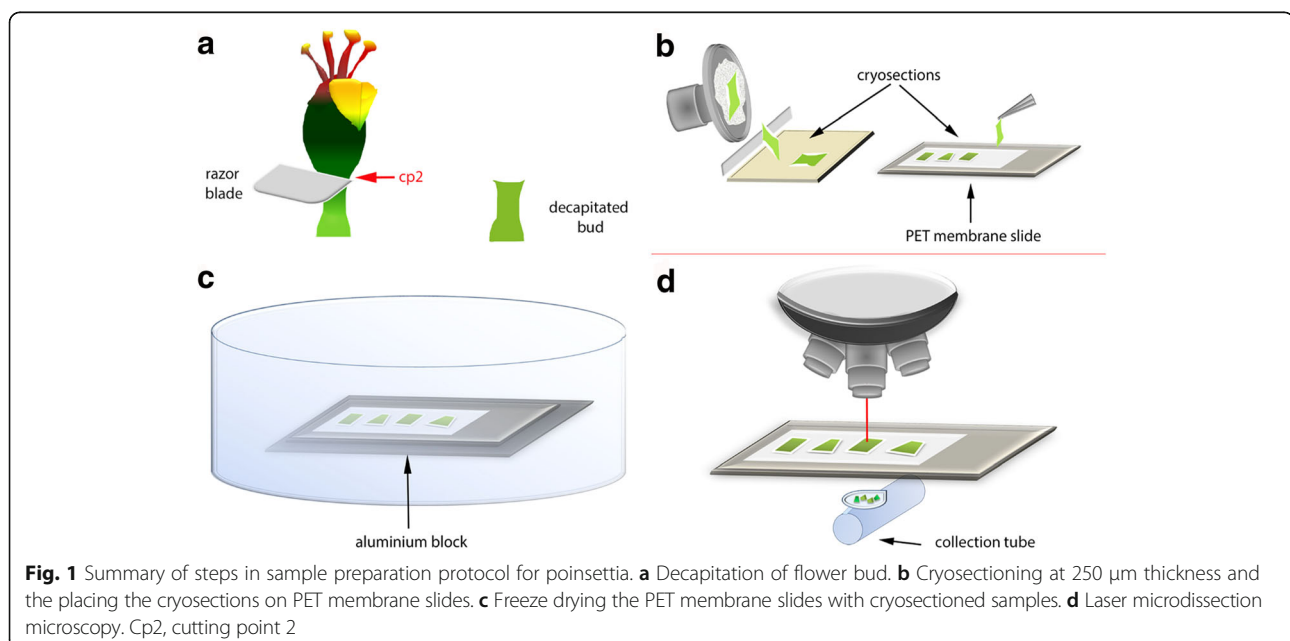 a
razor
blade
cp2
decapitated
bud
b
cryosections
PET membrane slide
c
aluminium block
d
collection tube
Fig. 1 Summary of steps in sample preparation protocol for poinsettia. a Decapitation of flower bud. b Cryosectioning at 250 μm thickness and
the placing the cryosections on PET membrane slides. c Freeze drying the PET membrane slides with cryosectioned samples. d Laser microdissection
microscopy. Cp2, cutting point 2